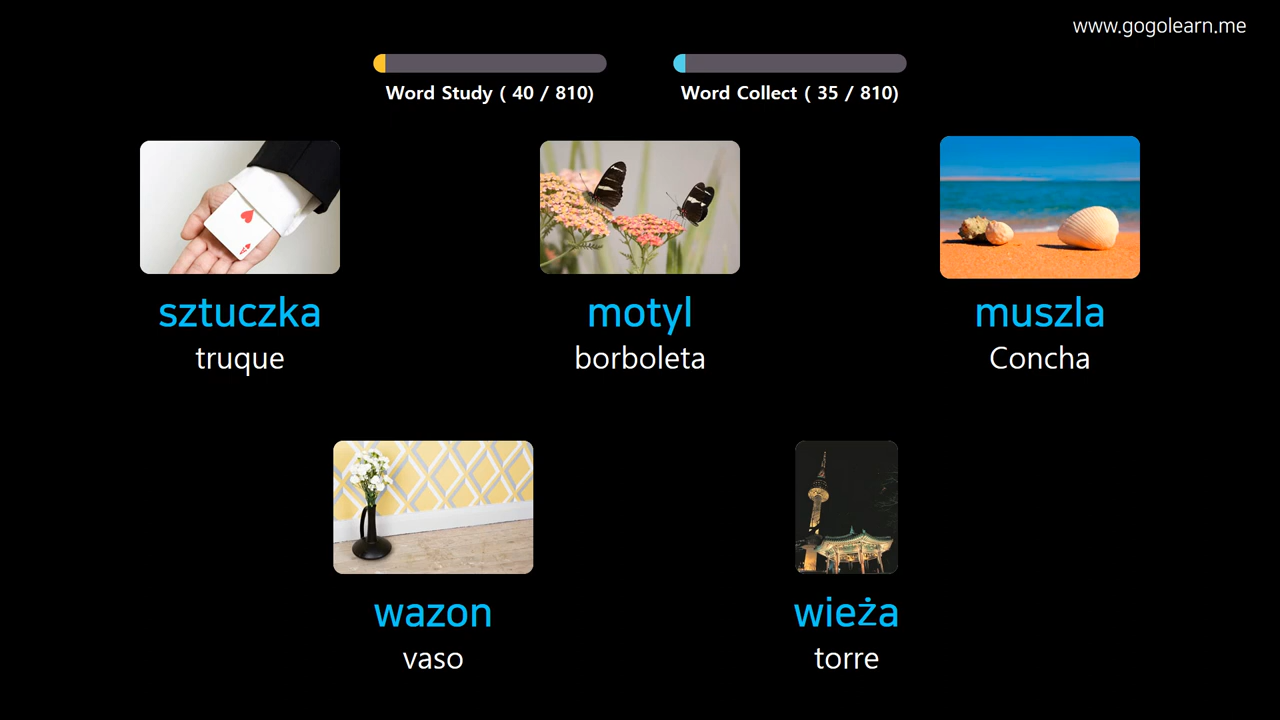 www.gogolearn.me
Word Study ( 40 / 810)
Word Collect ( 35 / 810)
sztuczka
truque
motyl
borboleta
muszla
Concha
wazon
vaso
wieża
torre